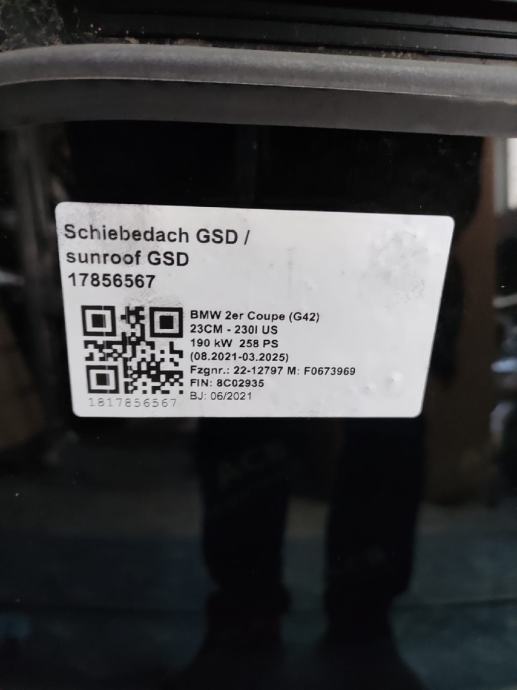 Schiebedach GSD /
sunroof GSD
17856567
BMW 2er Coupe (G42)
23CM - 230I US
190 kW 258 PS
(08.2021-03.2025)
Fzgnr.: 22-12797 M: F0673969
FIN: 8C02935
BJ: 06/2021
1817856567